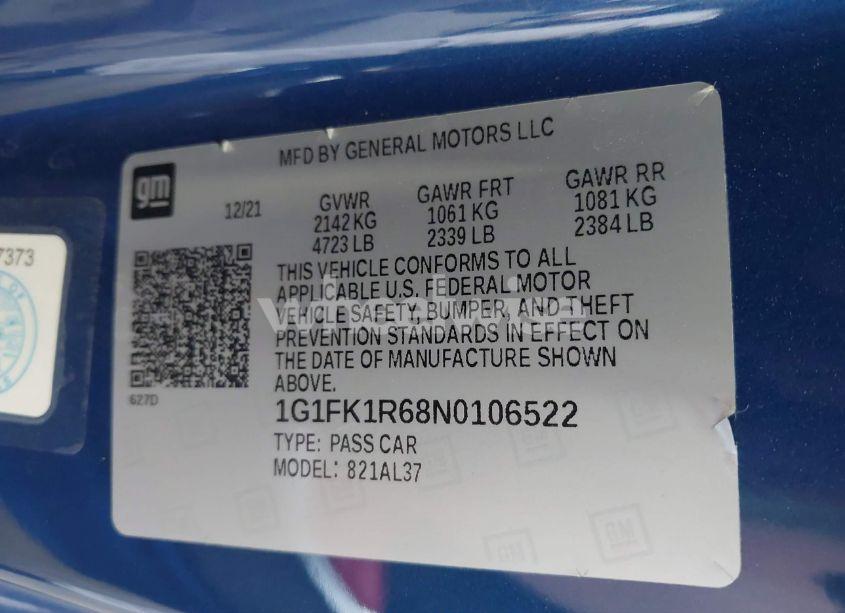 MFD BY GENERAL MOTORS LLC
gm
12/21
GVWR GAWR FRT GAWR RR
2142 KG 1061 KG 1081 KG
4723 LB 2339 LB 2384 LB
THIS VEHICLE CONFORMS TO ALL
APPLICABLE U.S. FEDERAL MOTOR
VEHICLE SAFETY, BUMPER, AND THEFT
PREVENTION STANDARDS IN EFFECT ON
THE DATE OF MANUFACTURE SHOWN
ABOVE.
627D
1G1FK1R68N0106522
TYPE: PASS CAR
MODEL: 821AL37
7373
GM
GM